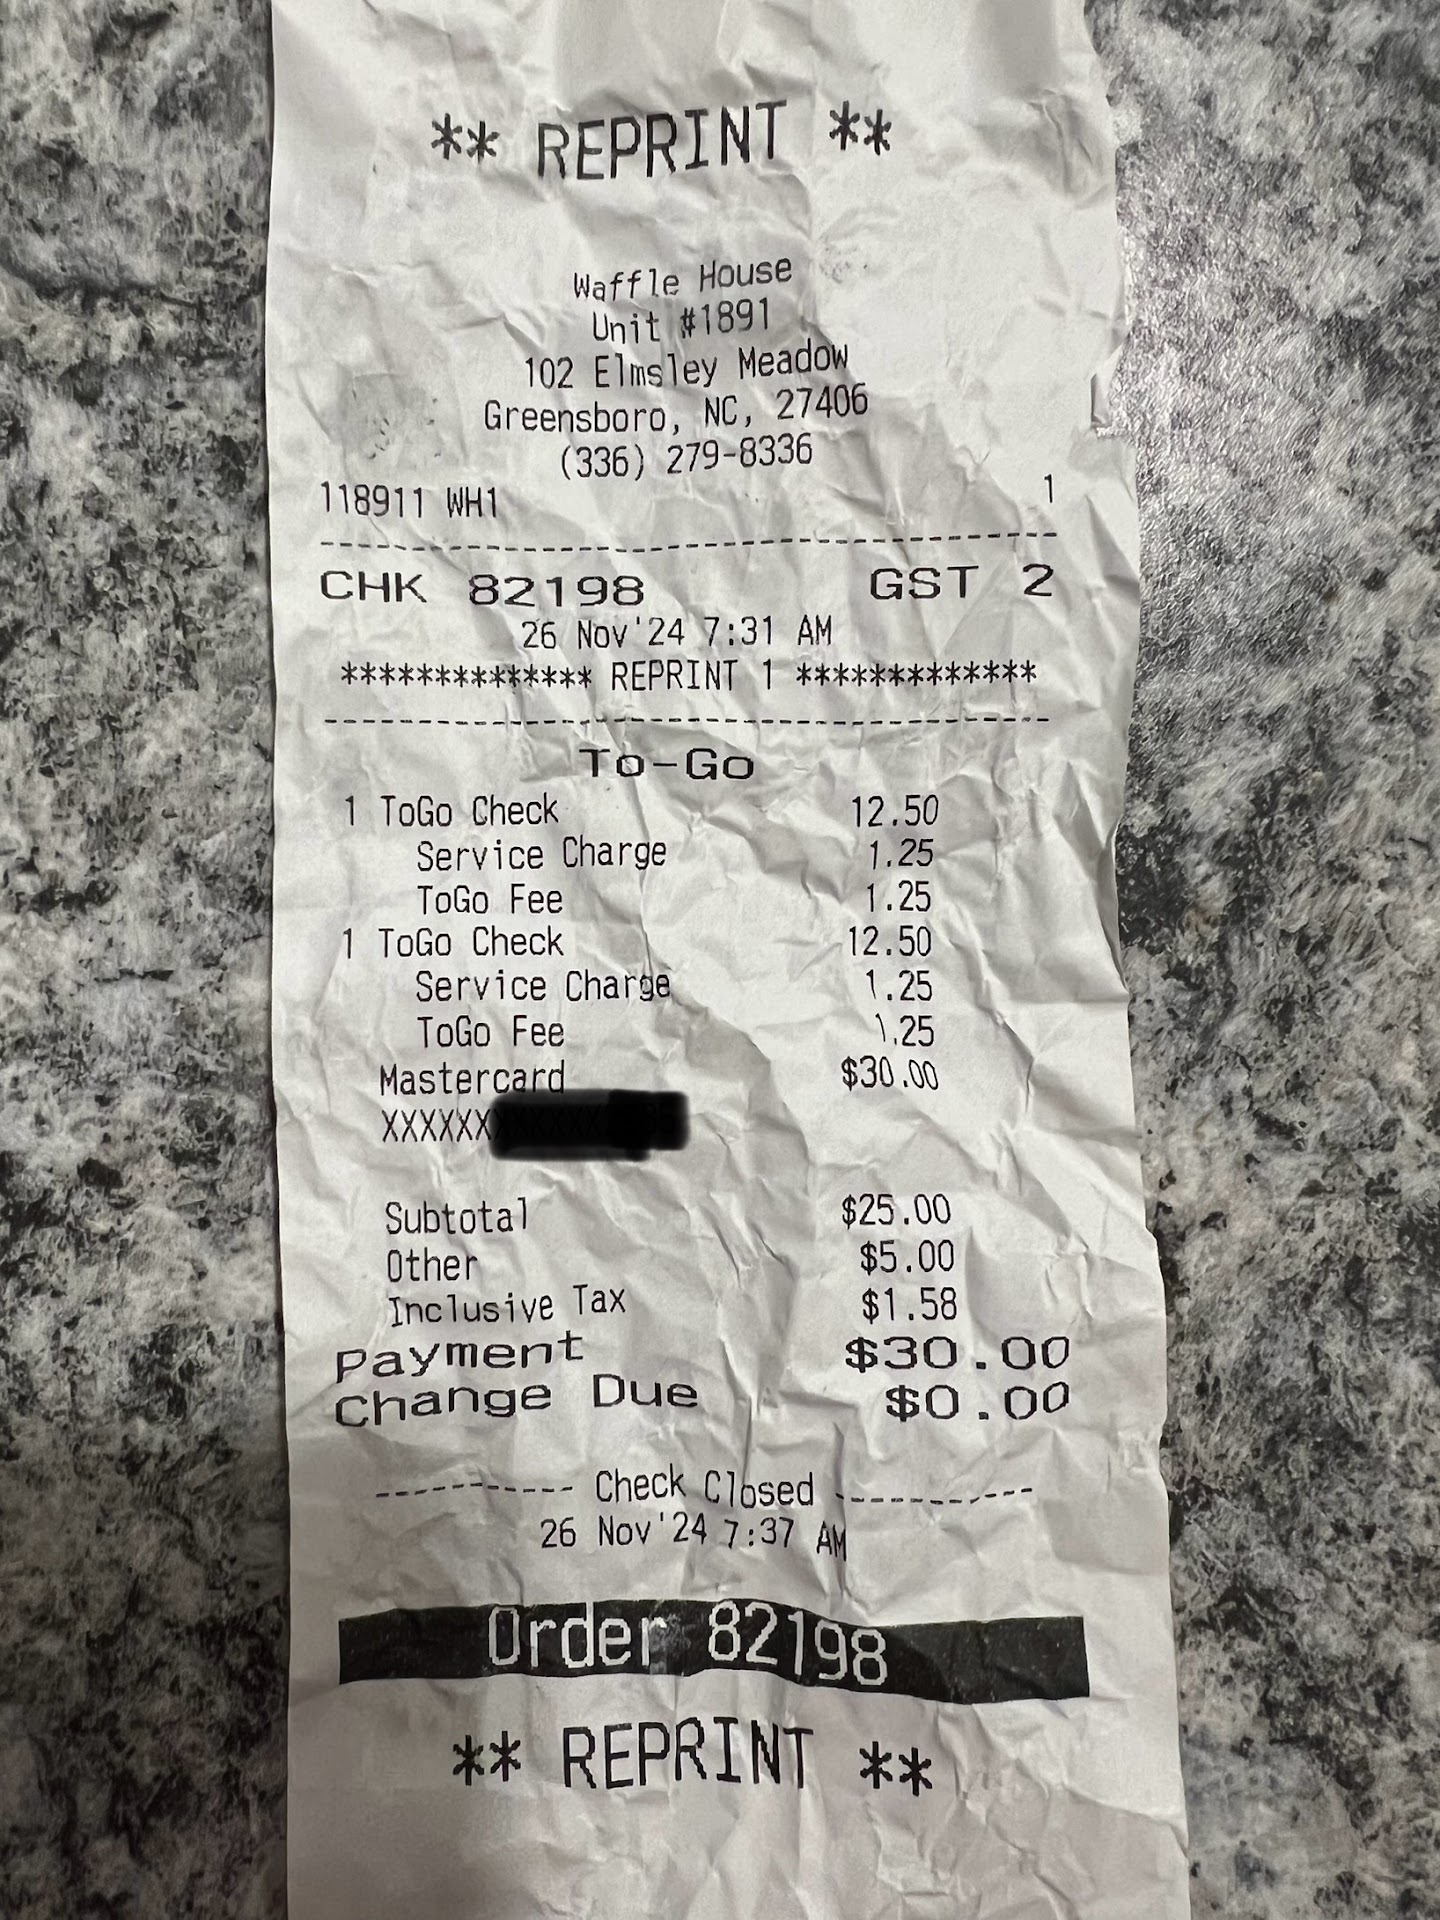 ** REPRINT **
Waffle House
Unit #1891
102 Elmsley Meadow
Greensboro, NC, 27406
(336) 279-8336
118911 WH1 1
CHK 82198 GST 2
26 Nov'24 7:31 AM
************** REPRINT 1 *************
To-Go
1 ToGo Check 12.50
Service Charge 1.25
ToGo Fee 1.25
1 ToGo Check 12.50
Service Charge 1.25
ToGo Fee 1.25
Mastercard $30.00
XXXXXX
Subtotal $25.00
Other $5.00
Inclusive Tax $1.58
Payment $30.00
Change Due $0.00
----------- Check Closed -----------
26 Nov'24 7:37 AM
Order 82198
** REPRINT **